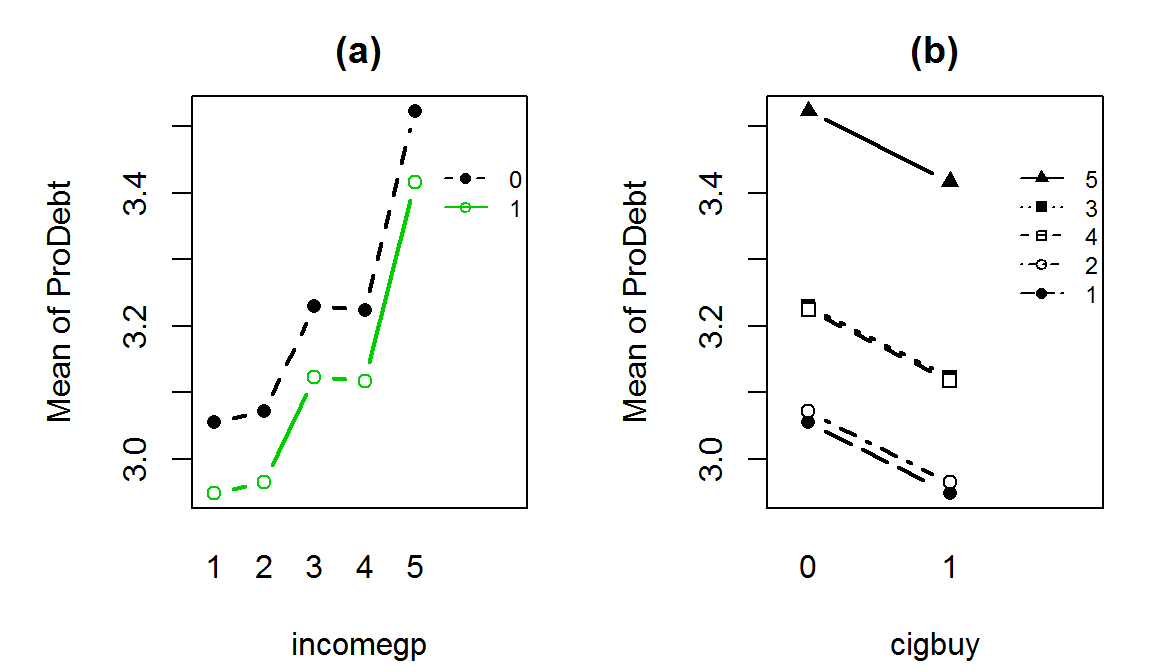 (a)
Mean of ProDebt
3.0
3.2
3.4
0
1
1 2 3 4 5
incomegp
(b)
Mean of ProDebt
3.0
3.2
3.4
5
3
4
2
1
0 1
cigbuy